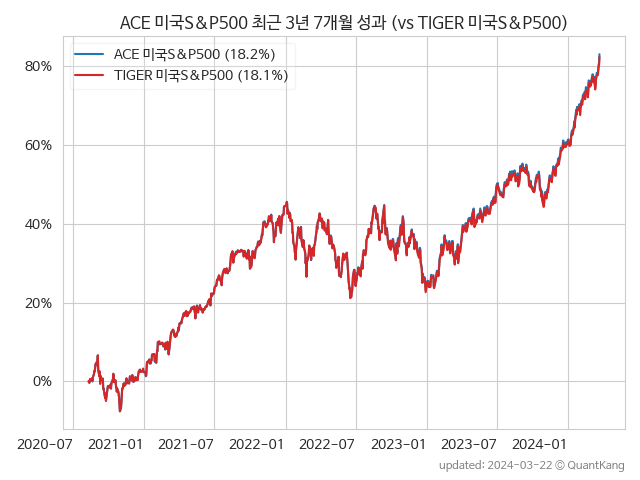 ACE 미국S&P500 최근 3년 7개월 성과 (vs TIGER 미국S&P500)
ACE 미국S&P500 (18.2%)
TIGER 미국S&P500 (18.1%)
80%
60%
40%
20%
0%
2020-07 2021-01 2021-07 2022-01 2022-07 2023-01 2023-07 2024-01
updated: 2024-03-22 © QuantKang